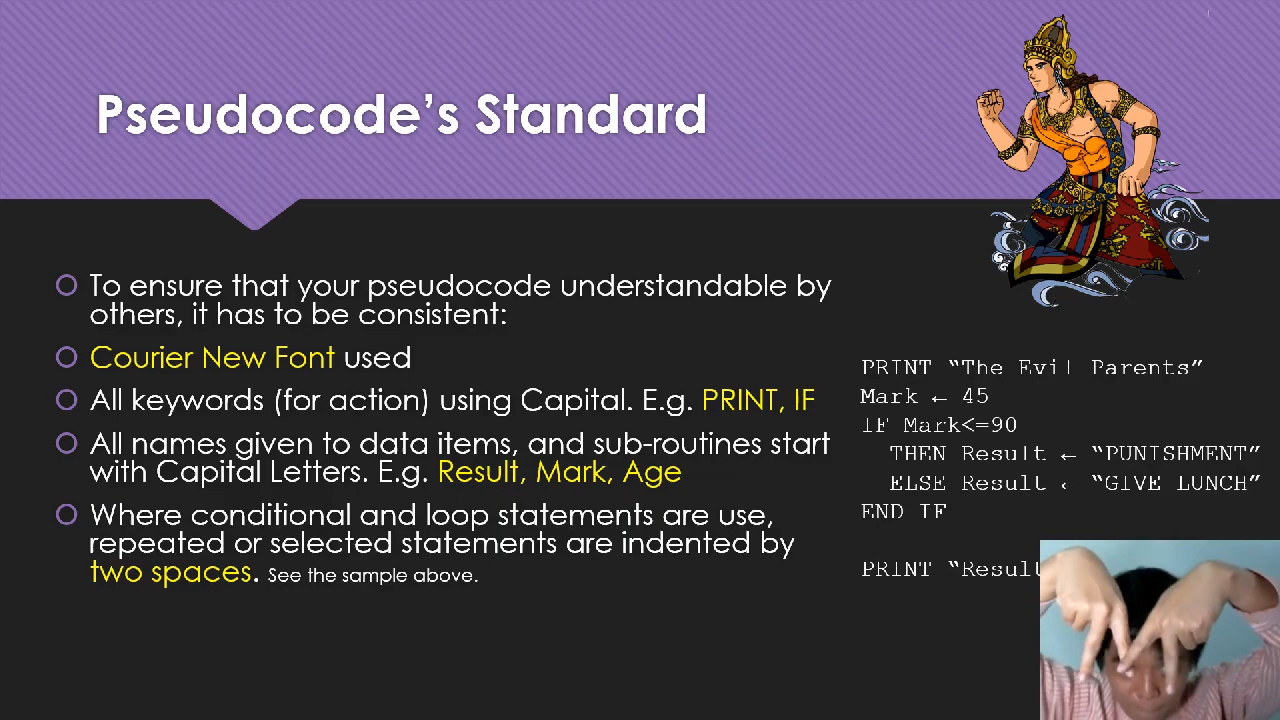 Pseudocode’s Standard
To ensure that your pseudocode understandable by
others, it has to be consistent:
Courier New Font used
All keywords (for action) using Capital. E.g. PRINT, IF
All names given to data items, and sub-routines start
with Capital Letters. E.g. Result, Mark, Age
Where conditional and loop statements are use,
repeated or selected statements are indented by
two spaces. See the sample above.
PRINT “The Evil Parents”
Mark ← 45
IF Mark<=90
THEN Result ← “PUNISHMENT”
ELSE Result ← “GIVE LUNCH”
END IF
PRINT “Result